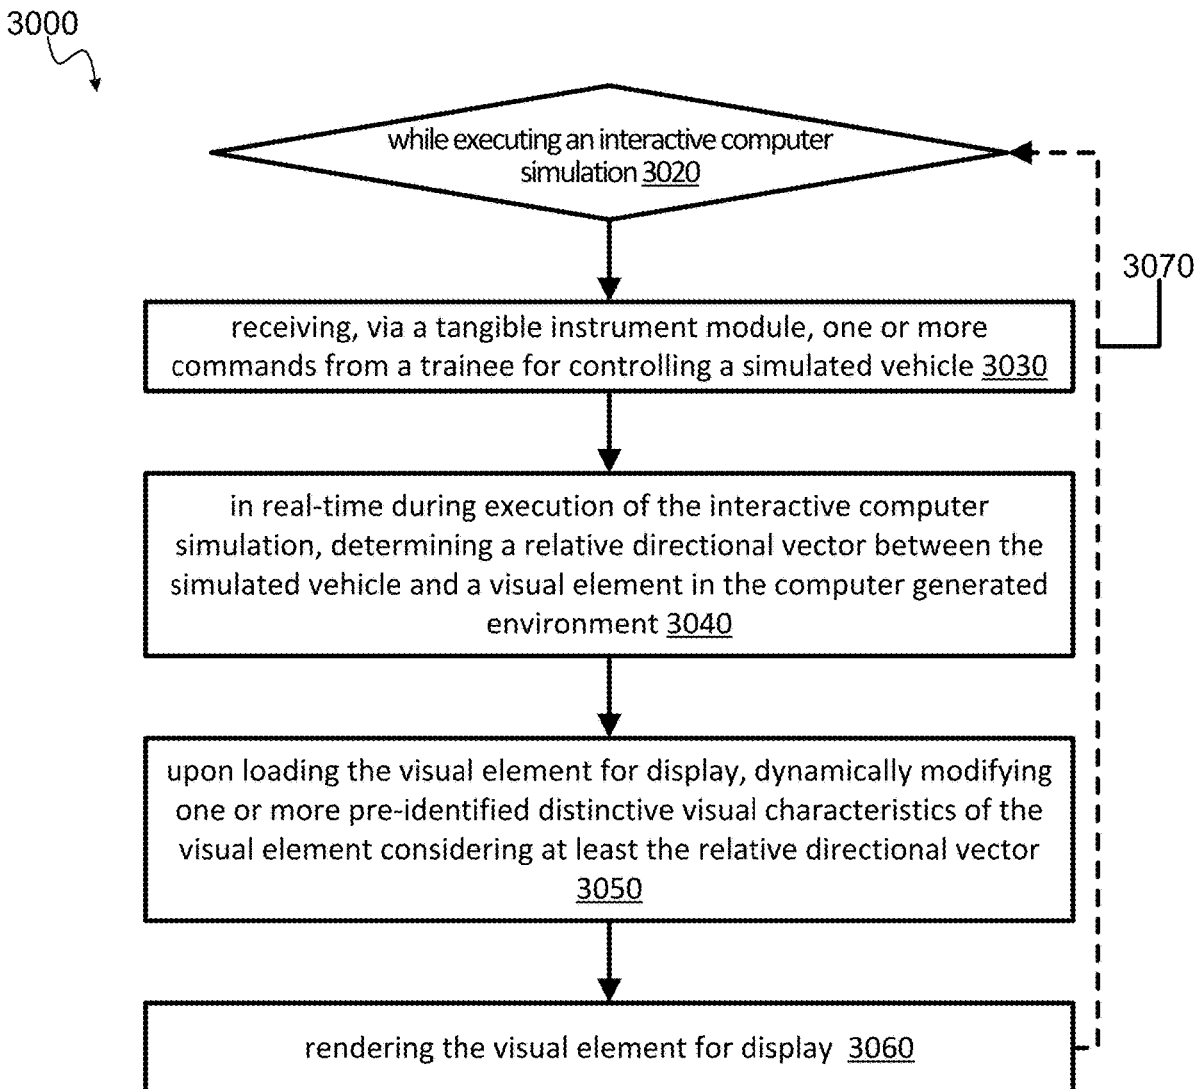 3000
while executing an interactive computer
simulation 3020
3070
receiving, via a tangible instrument module, one or more
commands from a trainee for controlling a simulated vehicle 3030
in real-time during execution of the interactive computer
simulation, determining a relative directional vector between the
simulated vehicle and a visual element in the computer generated
environment 3040
upon loading the visual element for display, dynamically modifying
one or more pre-identified distinctive visual characteristics of the
visual element considering at least the relative directional vector
3050
rendering the visual element for display 3060